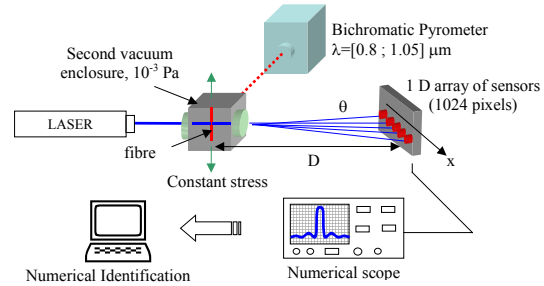 Bichromatic Pyrometer
λ=[0.8 ; 1.05] μm
Second vacuum
enclosure, 10⁻³ Pa
1 D array of sensors
(1024 pixels)
θ
LASER
fibre
D
x
Constant stress
Numerical Identification
Numerical scope